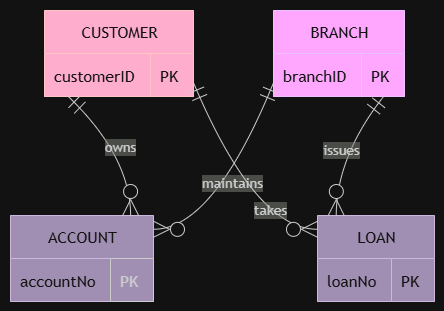 CUSTOMER
customerID PK
BRANCH
branchID PK
owns
issues
maintains
takes
ACCOUNT
accountNo PK
LOAN
loanNo PK